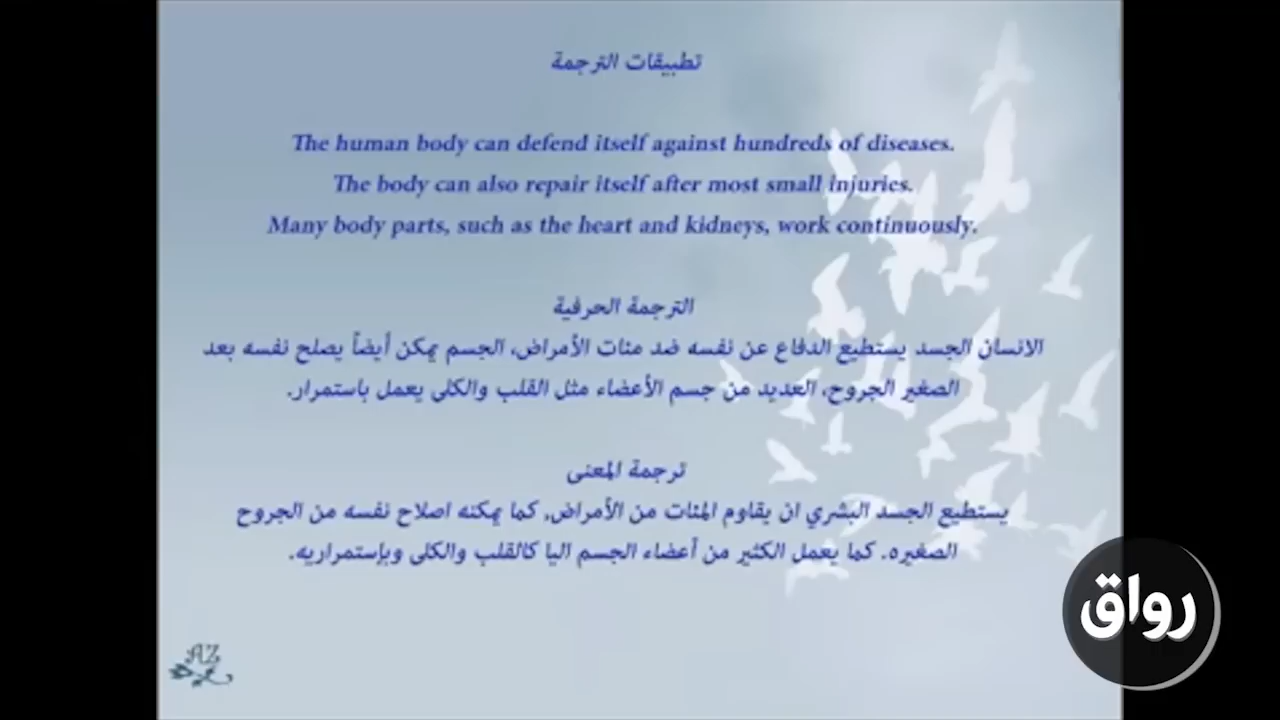 تطبيقات الترجمة
The human body can defend itself against hundreds of diseases.
The body can also repair itself after most small injuries.
Many body parts, such as the heart and kidneys, work continuously.
الترجمة الحرفية
الانسان الجسد يستطيع الدفاع عن نفسه ضد مئات الأمراض، الجسم يمكن أيضاً يصلح نفسه بعد
الصغير الجروح، العديد من جسم الأعضاء مثل القلب والكلى يعمل باستمرار.
ترجمة المعنى
يستطيع الجسد البشري ان يقاوم المئات من الأمراض, كما يمكنه اصلاح نفسه من الجروح
الصغيره. كما يعمل الكثير من أعضاء الجسم اليا كالقلب والكلى وبإستمراريه.
رواق
AZ